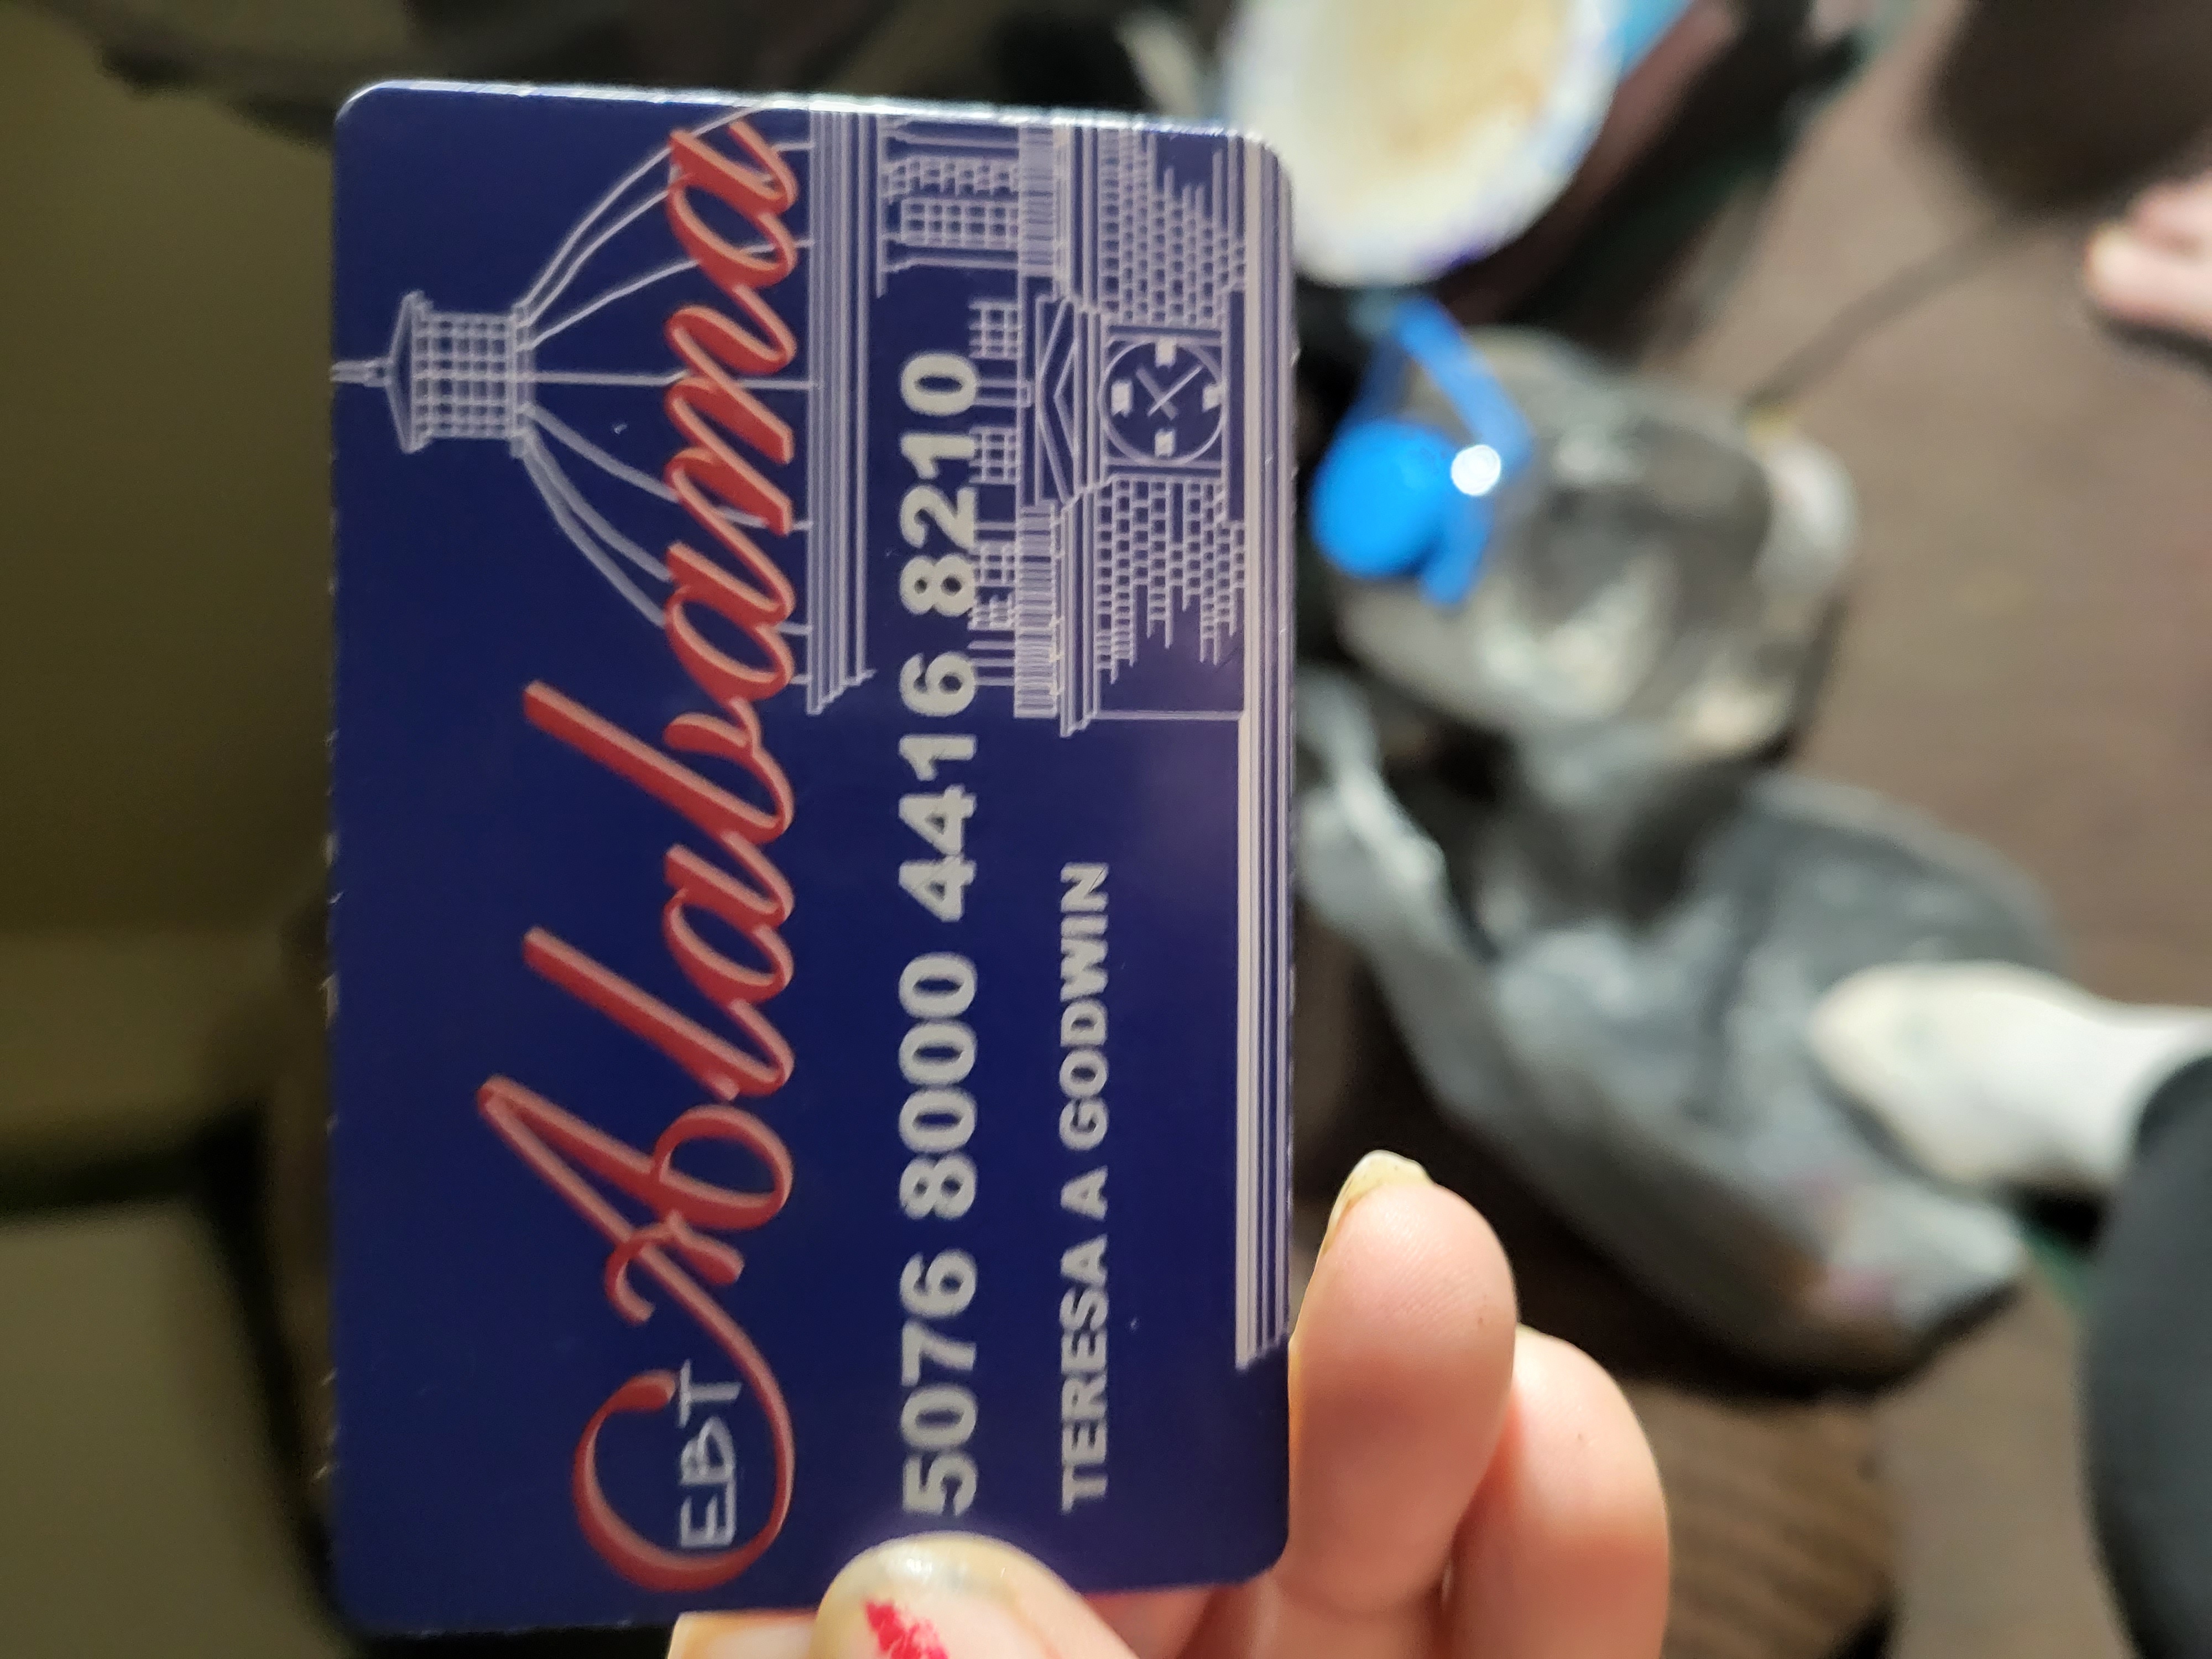 Alabama
EBT
5076 8000 4416 8210
TERESA A GODWIN